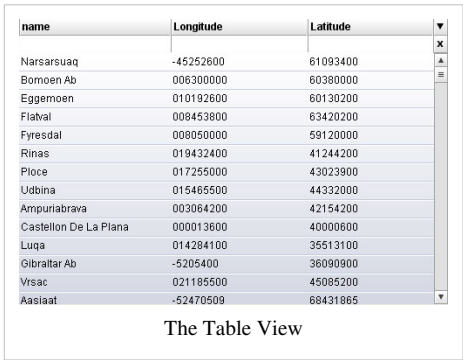 name Longitude Latitude
x
Narsarsuaq -45252600 61093400
Bomoen Ab 006300000 60380000
Eggemoen 010192600 60130200
Flatval 008453800 63420200
Fyresdal 008050000 59120000
Rinas 019432400 41244200
Ploce 017255000 43023900
Udbina 015465500 44332000
Ampuriabrava 003064200 42154200
Castellon De La Plana 000013600 40000600
Luqa 014284100 35513100
Gibraltar Ab -5205400 36090900
Vrsac 021185500 45085200
Aasiaat -52470509 68431865
The Table View